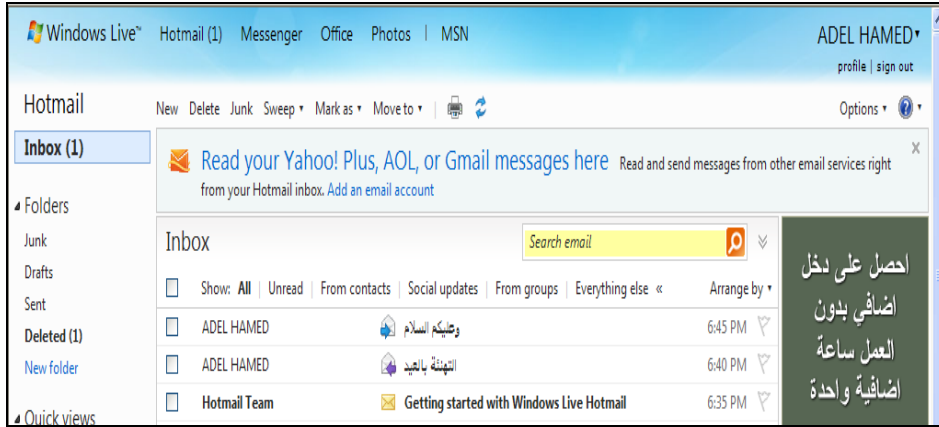 Windows Live™ Hotmail (1) Messenger Office Photos | MSN ADEL HAMED
profile | sign out
Hotmail New Delete Junk Sweep Mark as Move to | Options
Inbox (1)
Read your Yahoo! Plus, AOL, or Gmail messages here Read and send messages from other email services right
from your Hotmail inbox. Add an email account
Folders
Junk
Drafts
Sent
Deleted (1)
New folder
Quick views
Inbox Search email
Show: All | Unread | From contacts | Social updates | From groups | Everything else « Arrange by
ADEL HAMED وعليكم السلام 6:45 PM
ADEL HAMED التهنئة بالعيد 6:40 PM
Hotmail Team Getting started with Windows Live Hotmail 6:35 PM
احصل على دخل
اضافي بدون
العمل ساعة
اضافية واحدة